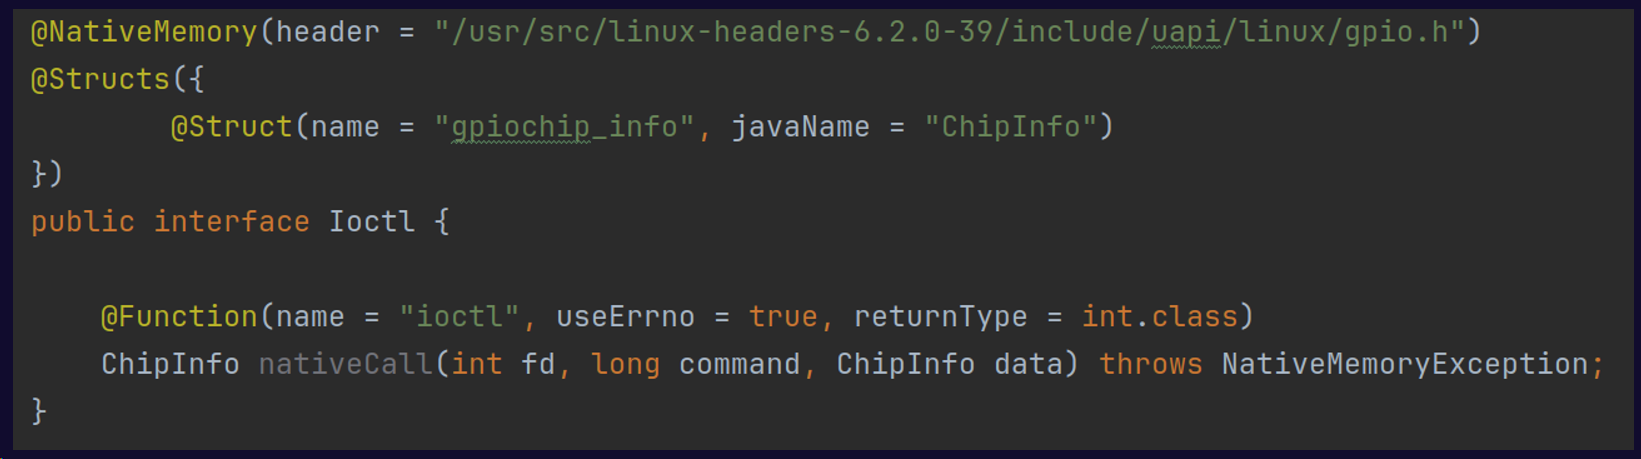 @NativeMemory(header = "/usr/src/linux-headers-6.2.0-39/include/uapi/linux/gpio.h")
@Structs({
        @Struct(name = "gpiochip_info", javaName = "ChipInfo")
})
public interface Ioctl {

    @Function(name = "ioctl", useErrno = true, returnType = int.class)
    ChipInfo nativeCall(int fd, long command, ChipInfo data) throws NativeMemoryException;
}